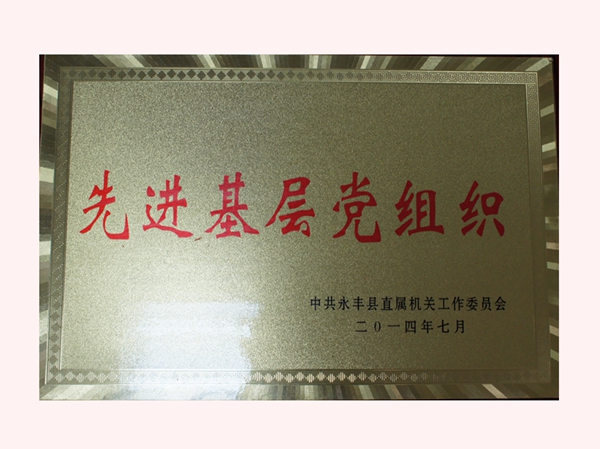 先进基层党组织
中共永丰县直属机关工作委员会
二〇一四年七月